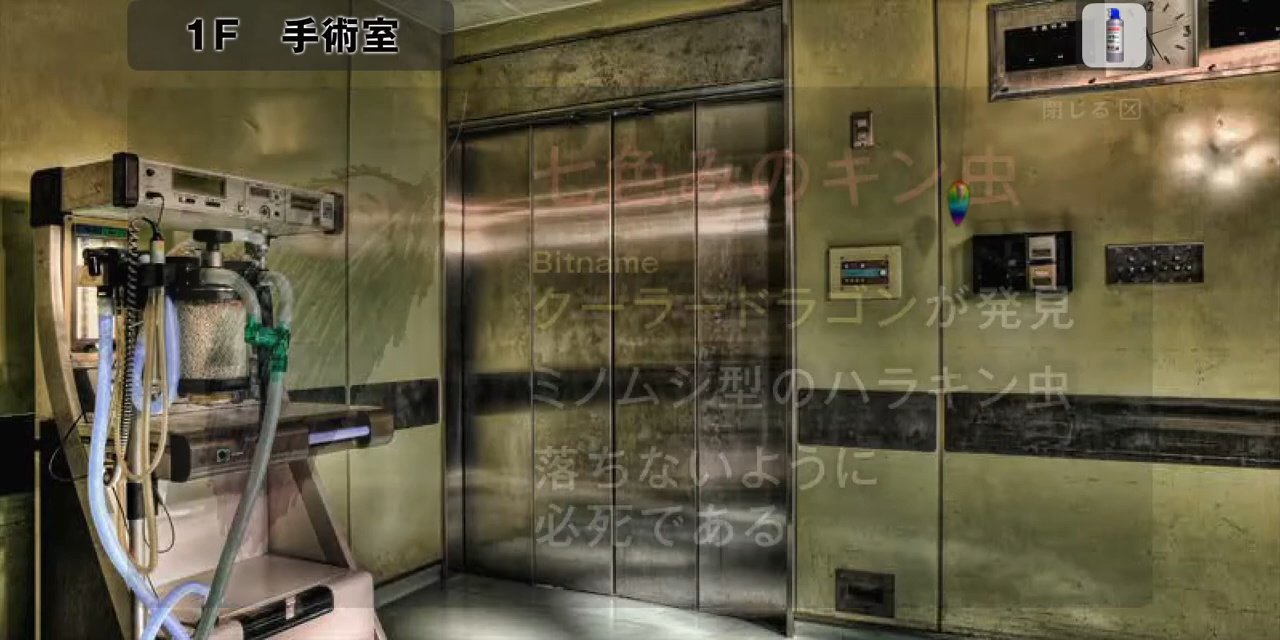 1F 手術室
閉じる
七色みのキン虫
Bitname
クーラードラゴンが発見
ミノムシ型のハラキン虫
落ちないように
必死である